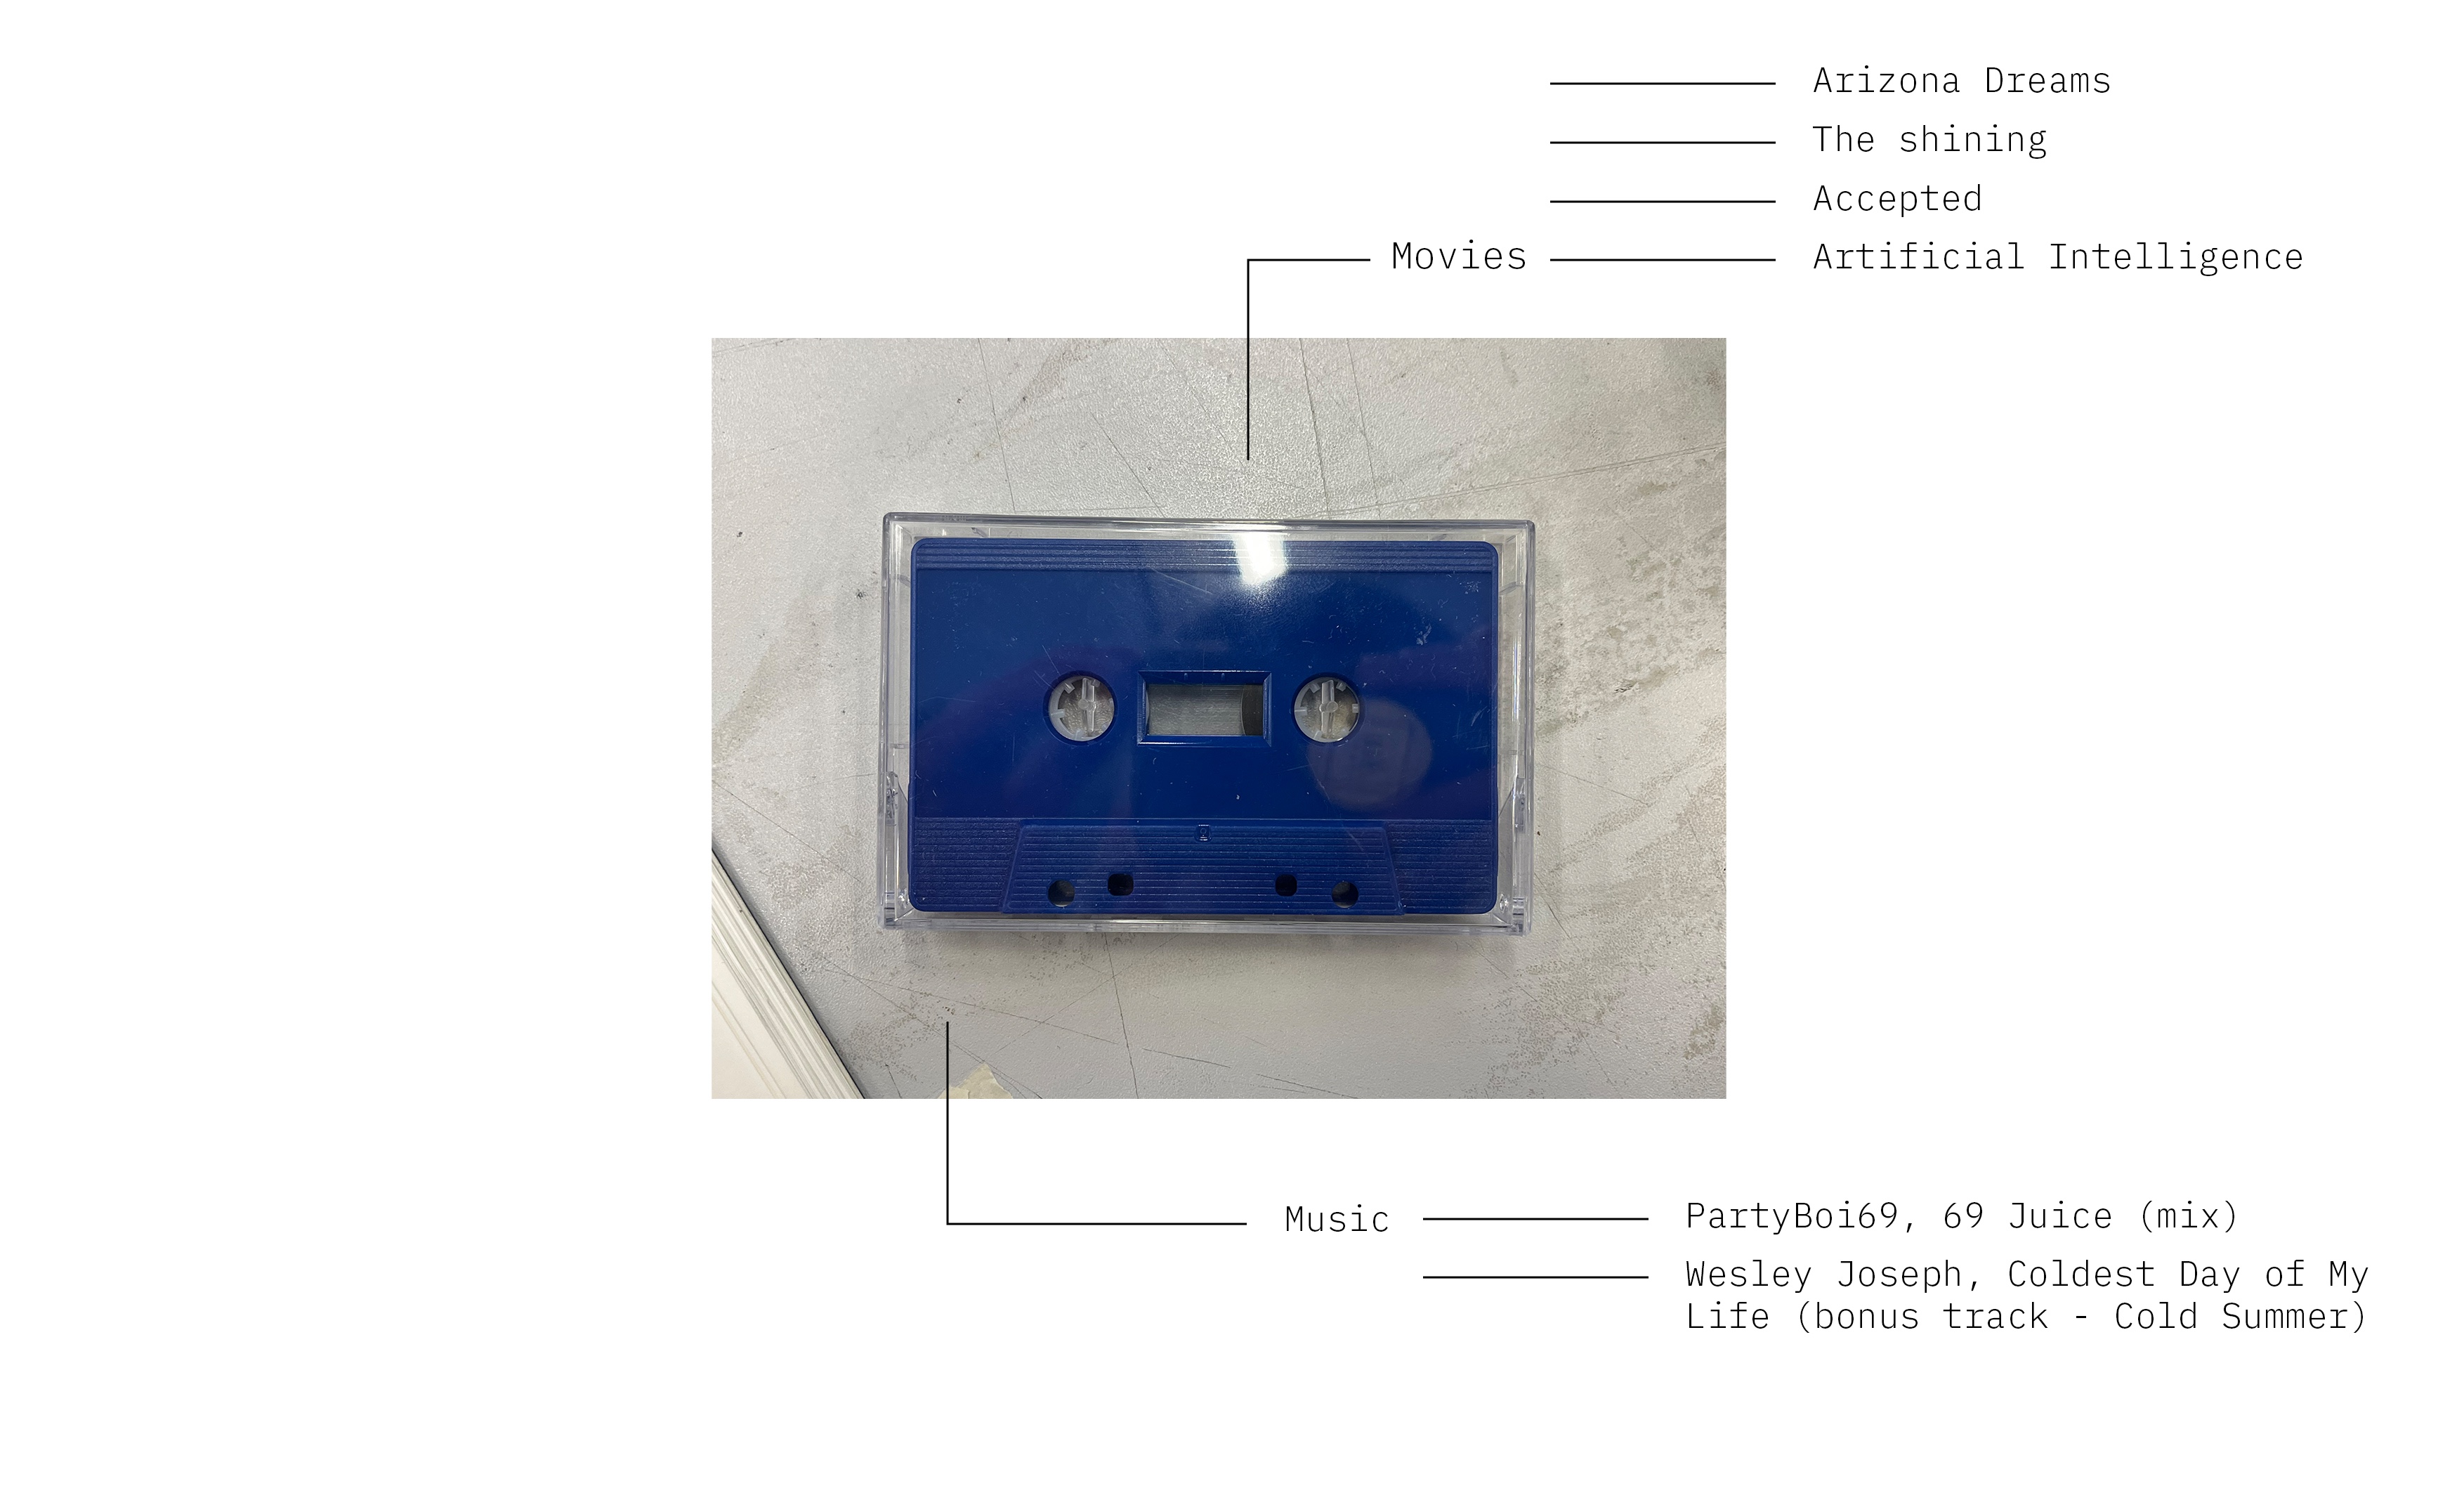 Arizona Dreams
The shining
Accepted
Movies
Artificial Intelligence
Music
PartyBoi69, 69 Juice (mix)
Wesley Joseph, Coldest Day of My
Life (bonus track - Cold Summer)